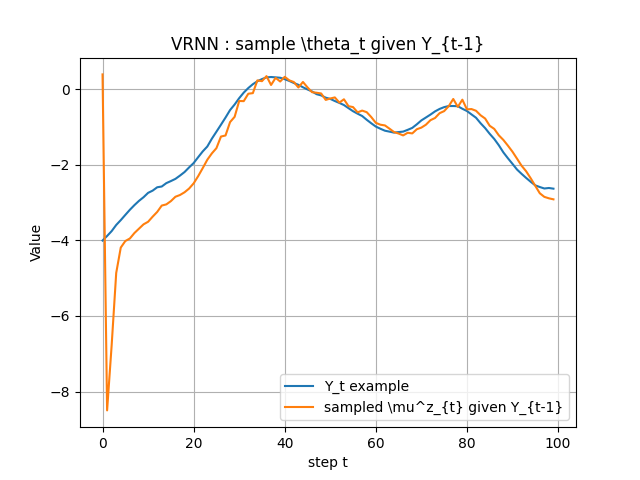 VRNN : sample \theta_t given Y_{t-1}
Value
0
−2
−4
−6
−8
0 20 40 60 80 100
step t
Y_t example
sampled \mu^z_{t} given Y_{t-1}